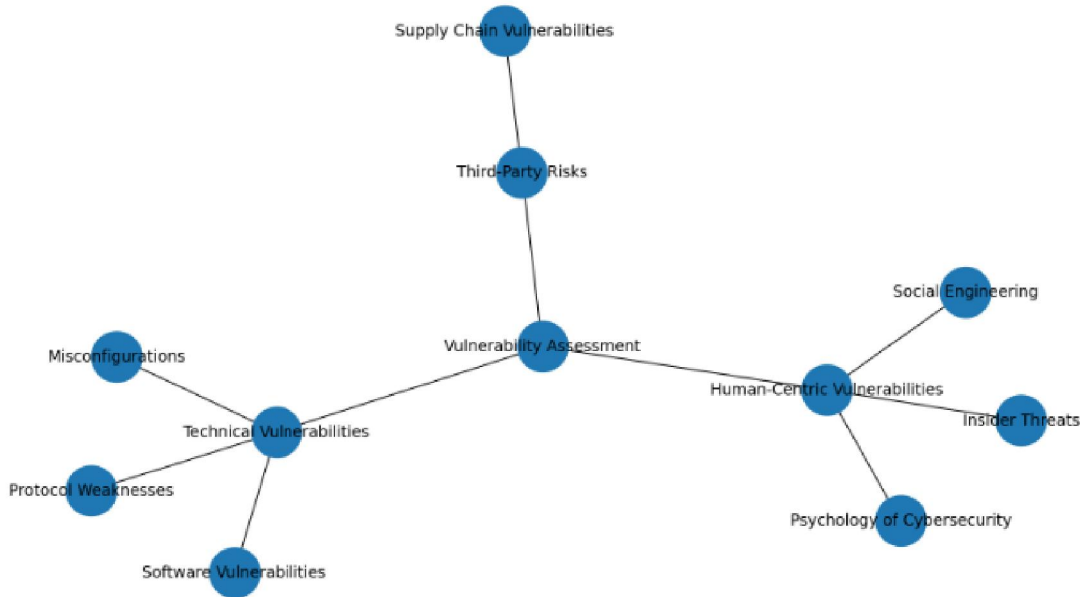 Supply Chain Vulnerabilities
Third-Party Risks
Social Engineering
Vulnerability Assessment
Misconfigurations
Human-Centric Vulnerabilities
Insider Threats
Technical Vulnerabilities
Protocol Weaknesses
Psychology of Cybersecurity
Software Vulnerabilities